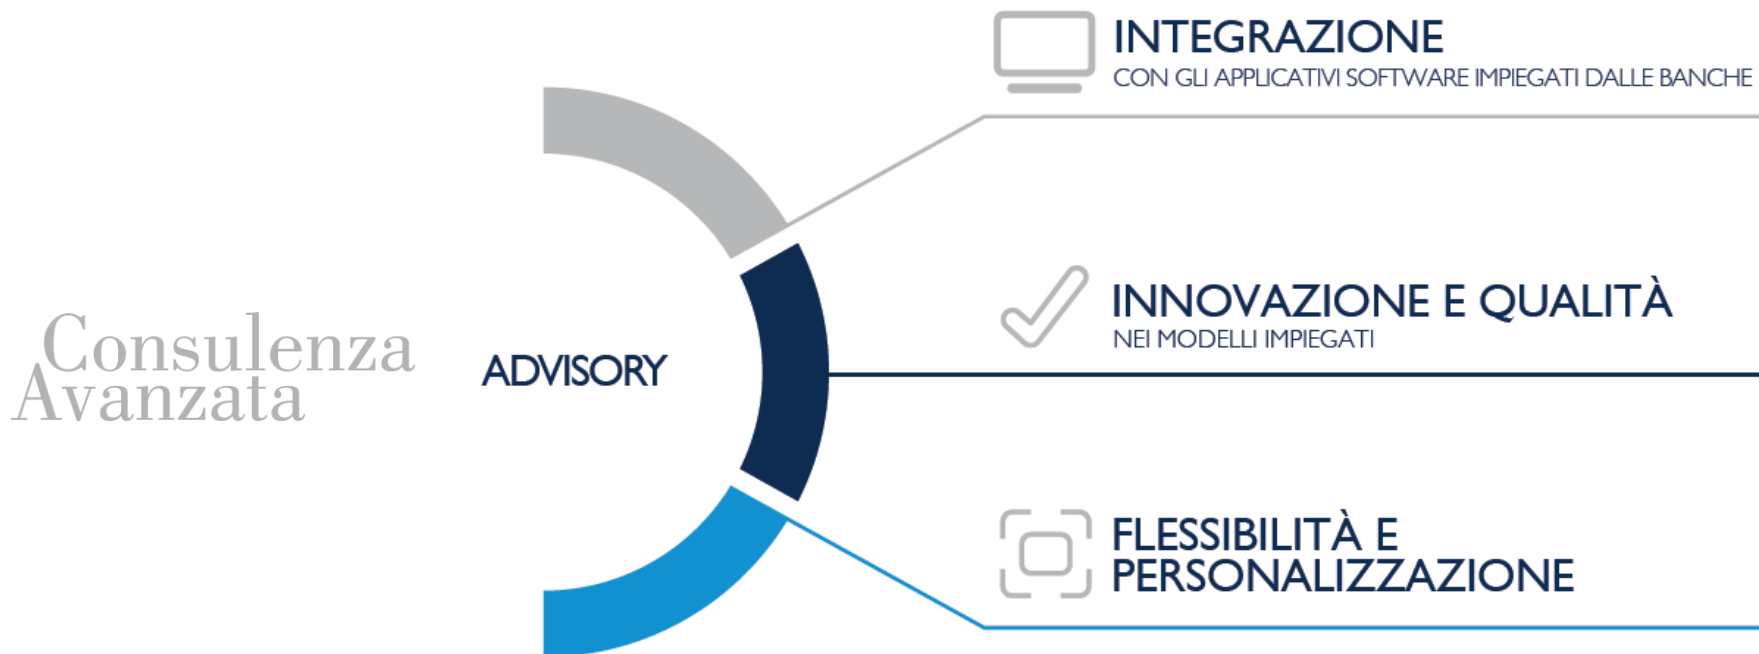 Consulenza
Avanzata
ADVISORY
INTEGRAZIONE
CON GLI APPLICATIVI SOFTWARE IMPIEGATI DALLE BANCHE
INNOVAZIONE E QUALITÀ
NEI MODELLI IMPIEGATI
FLESSIBILITÀ E
PERSONALIZZAZIONE